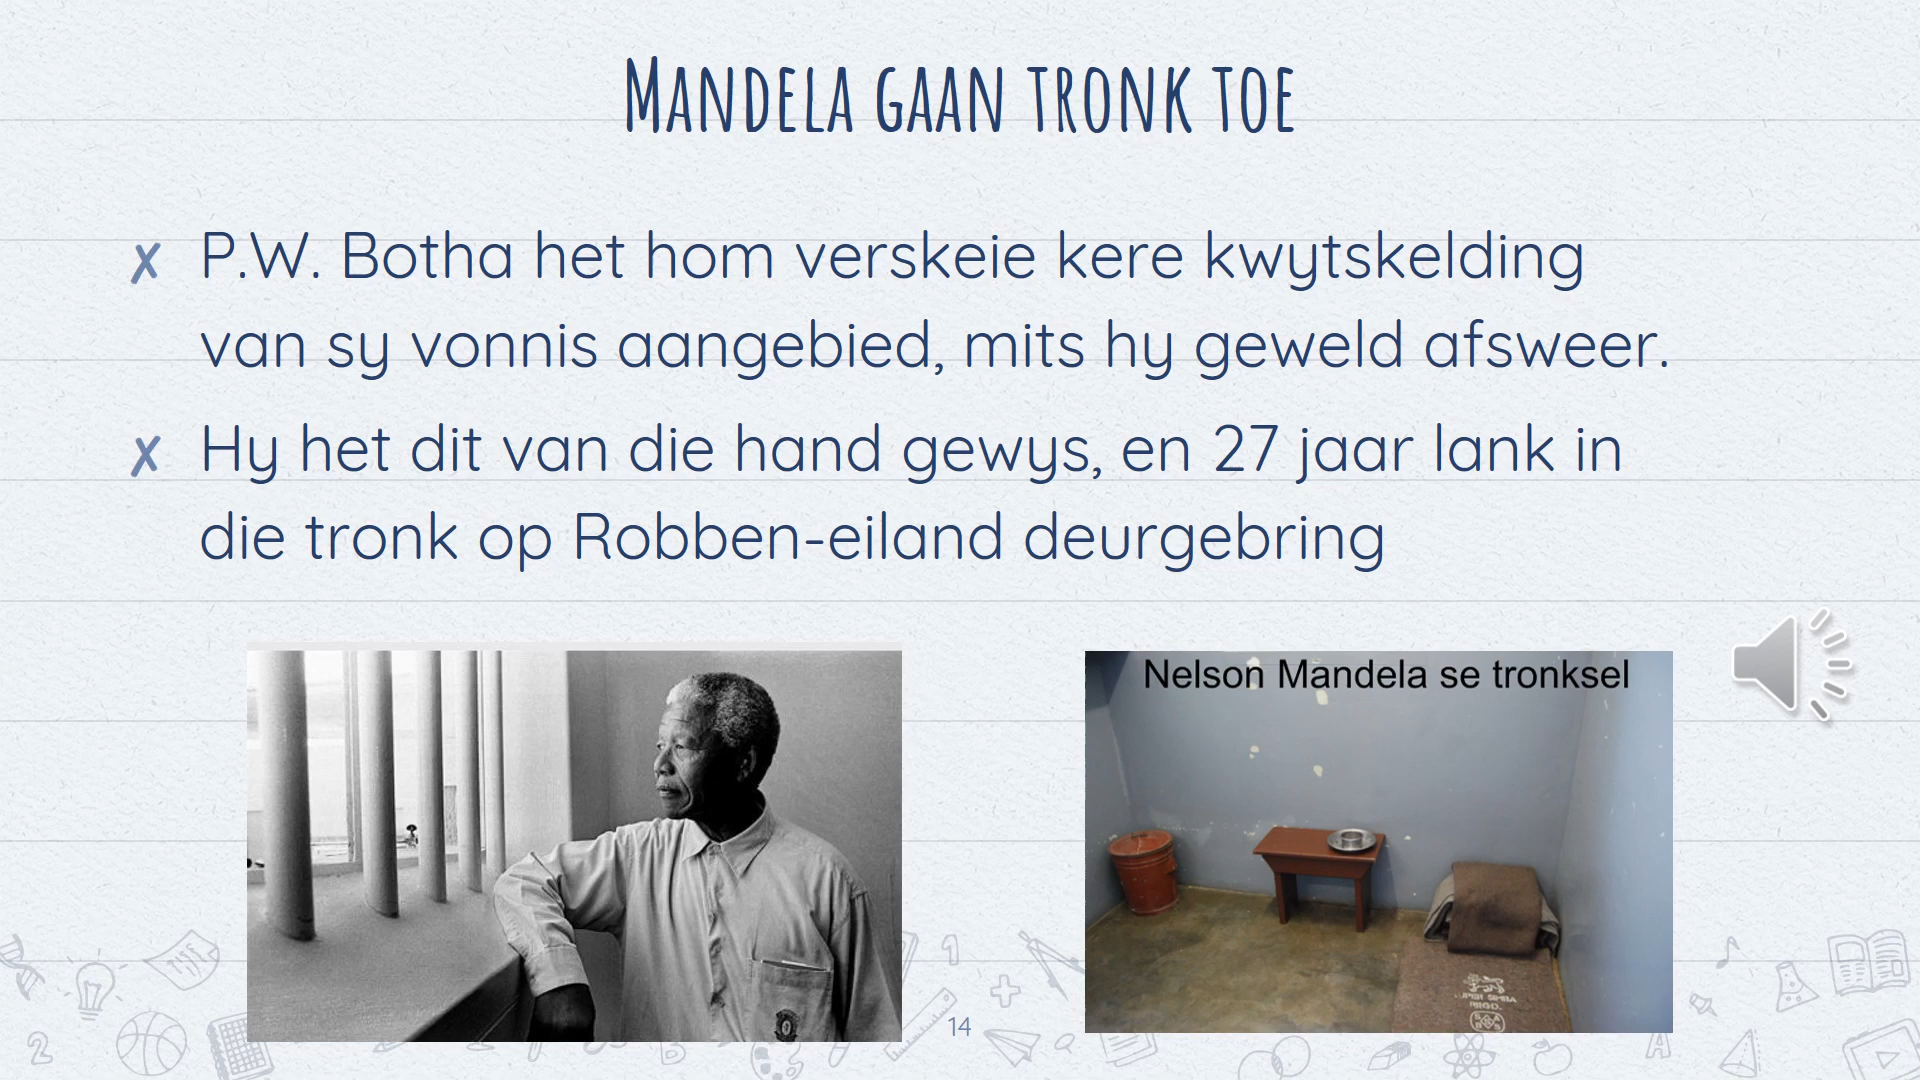 Mandela gaan tronk toe
✗ P.W. Botha het hom verskeie kere kwytskelding
van sy vonnis aangebied, mits hy geweld afsweer.
✗ Hy het dit van die hand gewys, en 27 jaar lank in
die tronk op Robben-eiland deurgebring
Nelson Mandela se tronksel
14